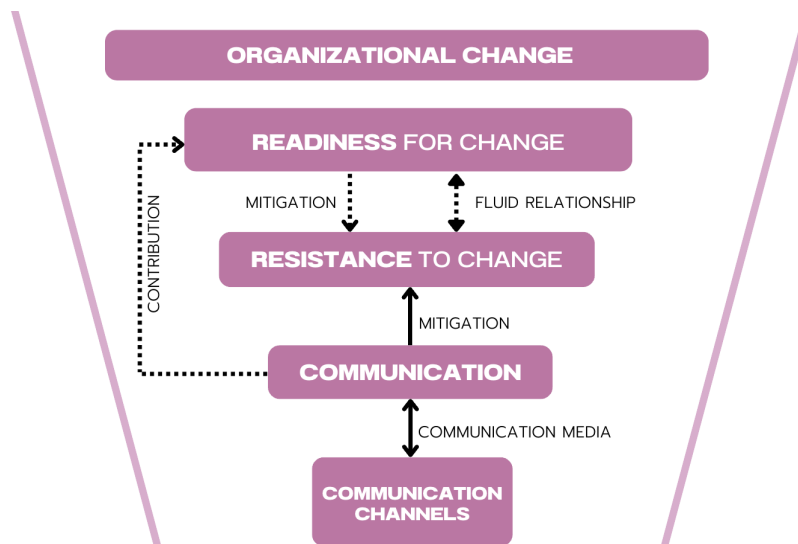 ORGANIZATIONAL CHANGE
READINESS FOR CHANGE
MITIGATION
FLUID RELATIONSHIP
CONTRIBUTION
RESISTANCE TO CHANGE
MITIGATION
COMMUNICATION
COMMUNICATION MEDIA
COMMUNICATION
CHANNELS